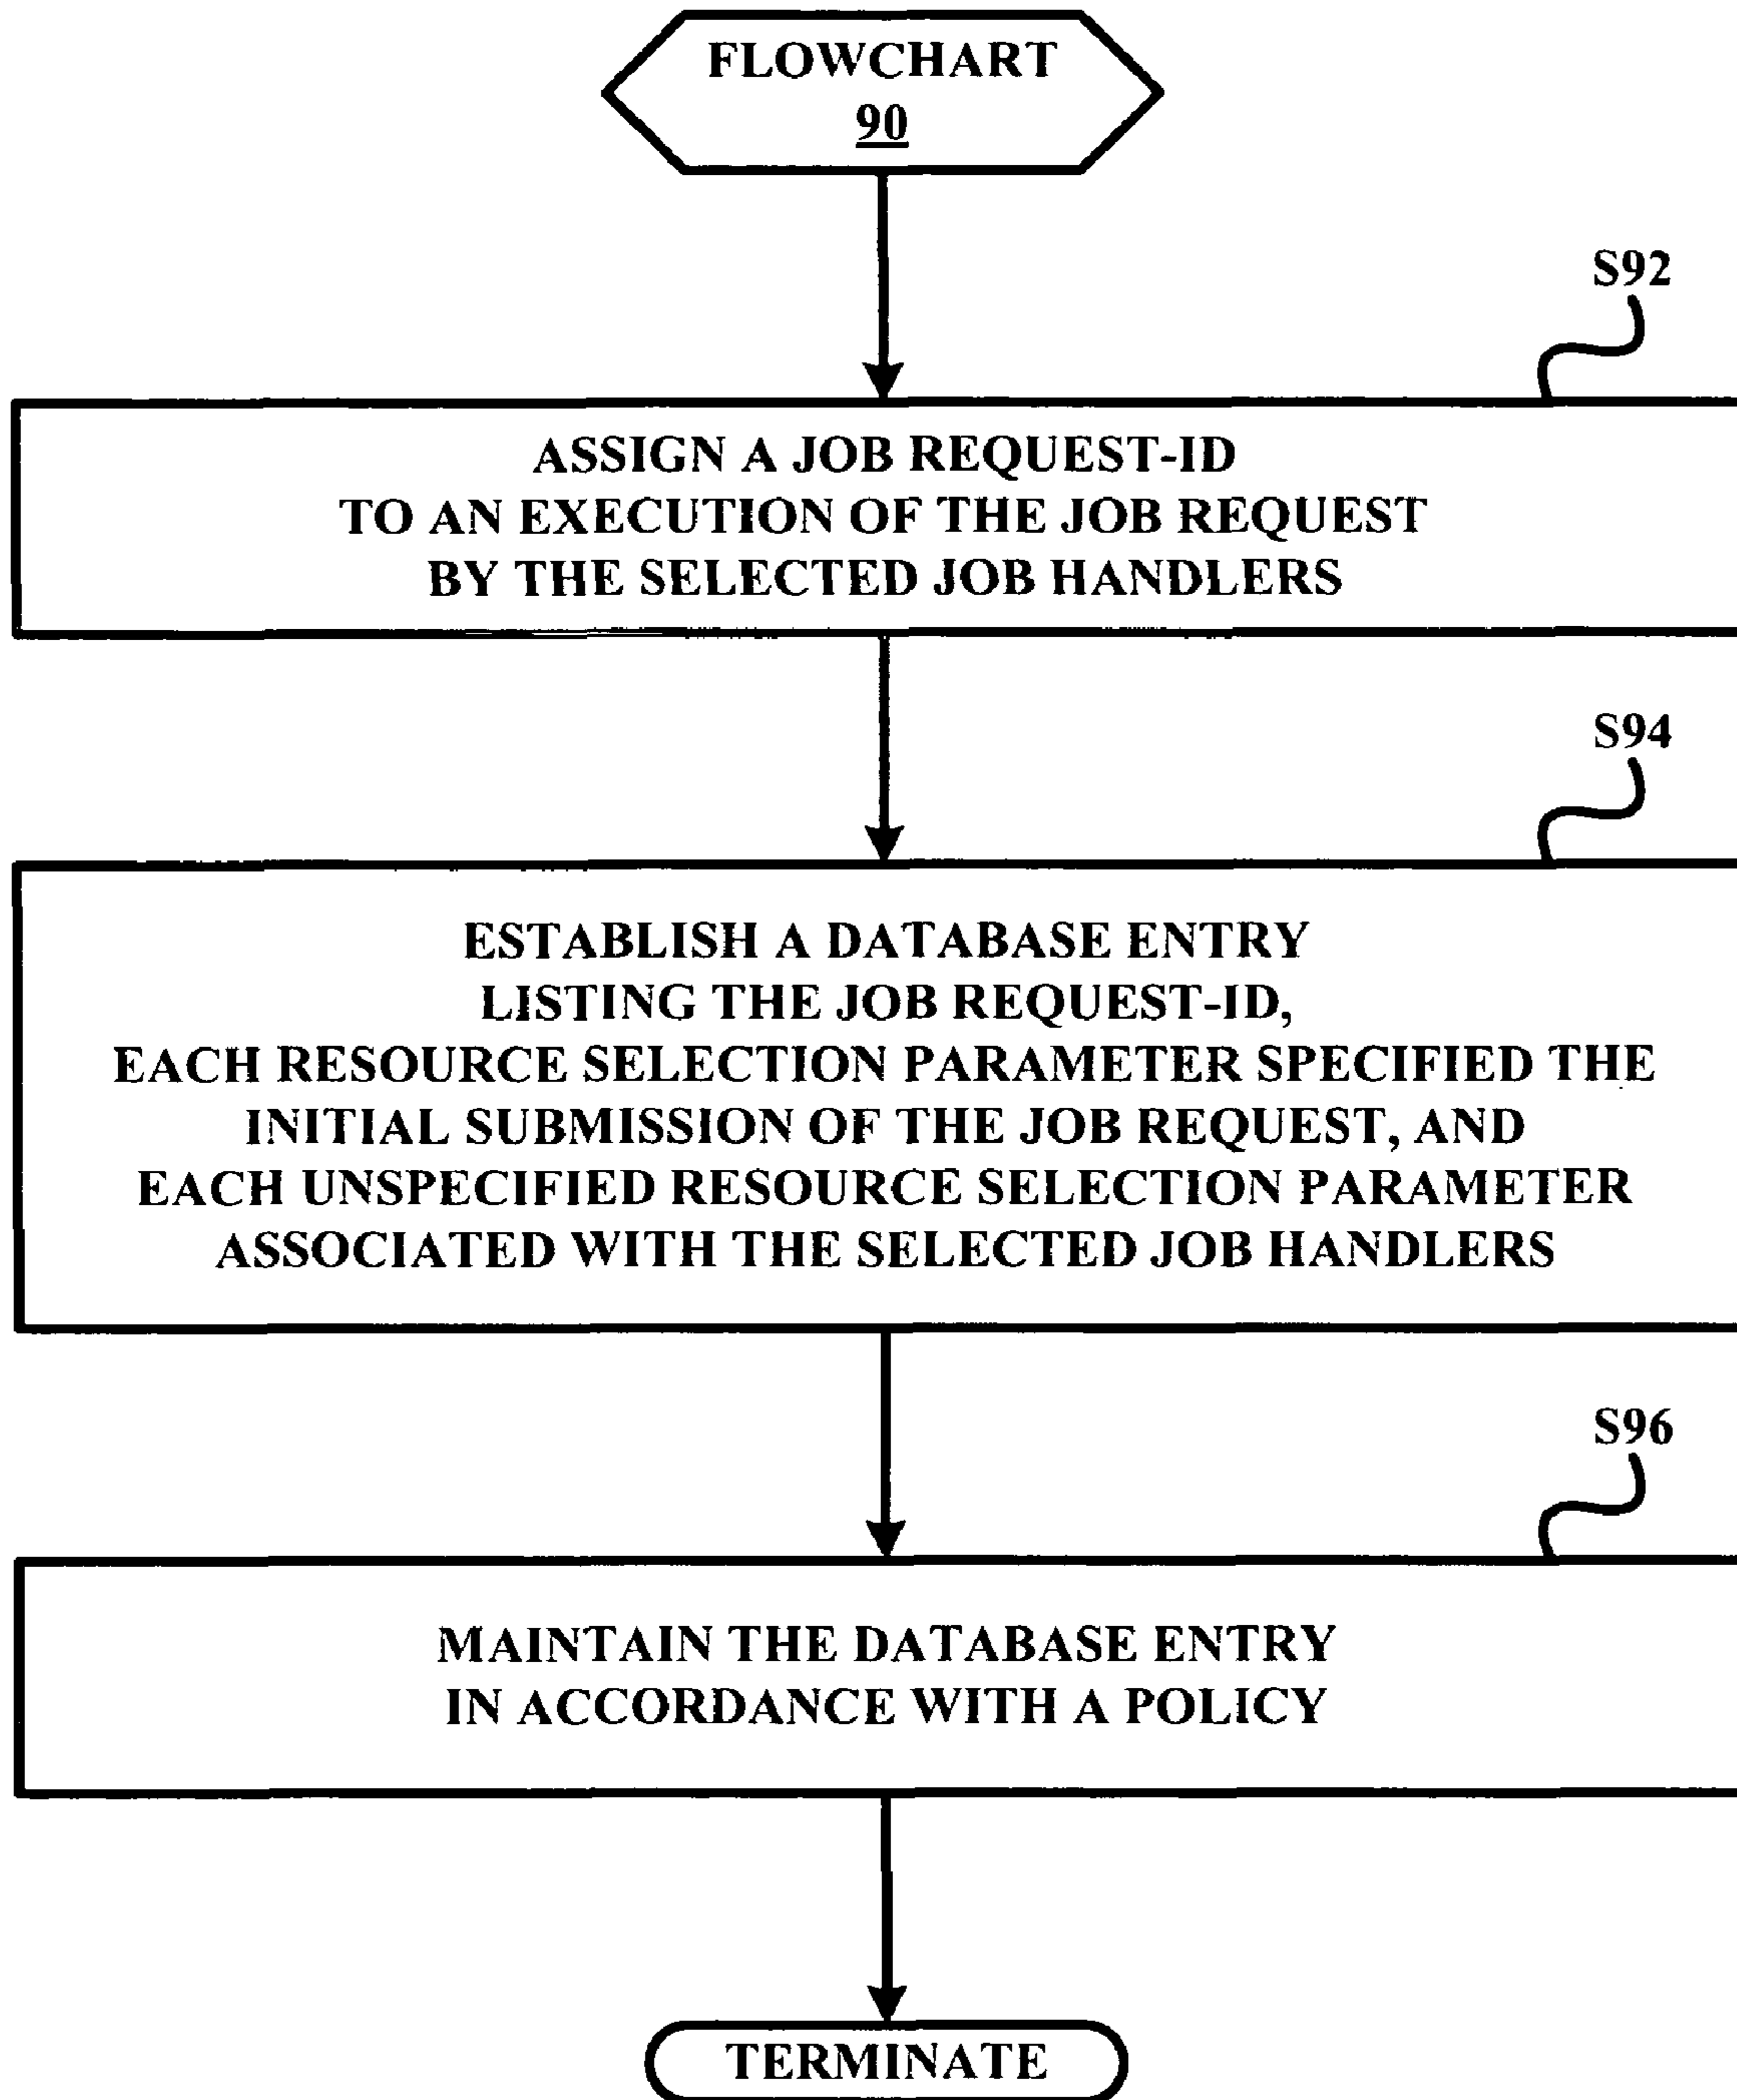 FLOWCHART
90
S92
ASSIGN A JOB REQUEST-ID
TO AN EXECUTION OF THE JOB REQUEST
BY THE SELECTED JOB HANDLERS
S94
ESTABLISH A DATABASE ENTRY
LISTING THE JOB REQUEST-ID,
EACH RESOURCE SELECTION PARAMETER SPECIFIED THE
INITIAL SUBMISSION OF THE JOB REQUEST, AND
EACH UNSPECIFIED RESOURCE SELECTION PARAMETER
ASSOCIATED WITH THE SELECTED JOB HANDLERS
S96
MAINTAIN THE DATABASE ENTRY
IN ACCORDANCE WITH A POLICY
TERMINATE